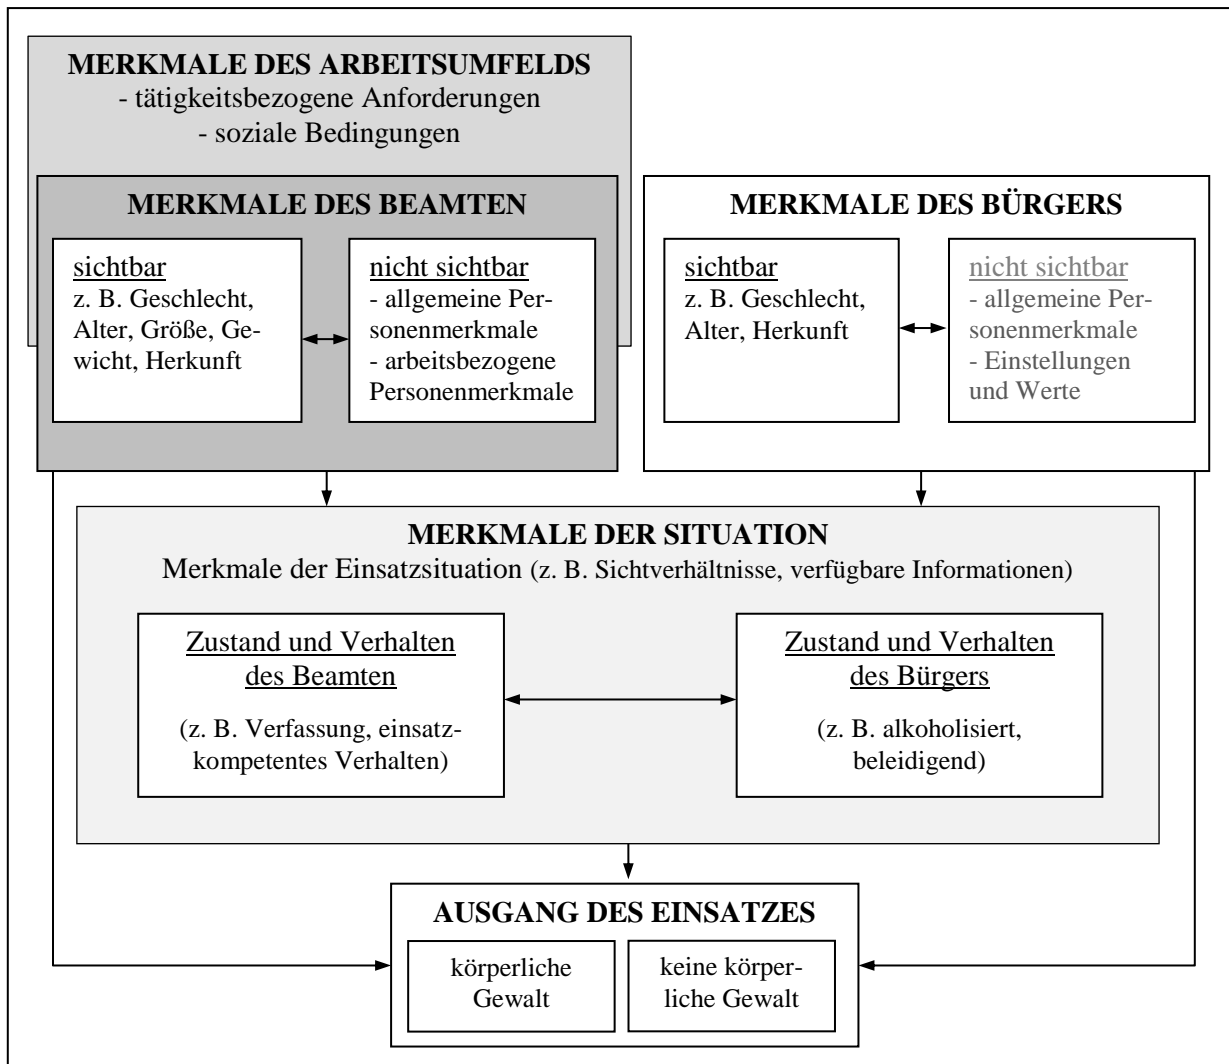 MERKMALE DES ARBEITSUMFELDS
- tätigkeitsbezogene Anforderungen
- soziale Bedingungen
MERKMALE DES BEAMTEN
sichtbar
z. B. Geschlecht,
Alter, Größe, Ge-
wicht, Herkunft
nicht sichtbar
- allgemeine Per-
sonenmerkmale
- arbeitsbezogene
Personenmerkmale
MERKMALE DES BÜRGERS
sichtbar
z. B. Geschlecht,
Alter, Herkunft
nicht sichtbar
- allgemeine Per-
sonenmerkmale
- Einstellungen
und Werte
MERKMALE DER SITUATION
Merkmale der Einsatzsituation (z. B. Sichtverhältnisse, verfügbare Informationen)
Zustand und Verhalten
des Beamten
(z. B. Verfassung, einsatz-
kompetentes Verhalten)
Zustand und Verhalten
des Bürgers
(z. B. alkoholisiert,
beleidigend)
AUSGANG DES EINSATZES
körperliche
Gewalt
keine körper-
liche Gewalt